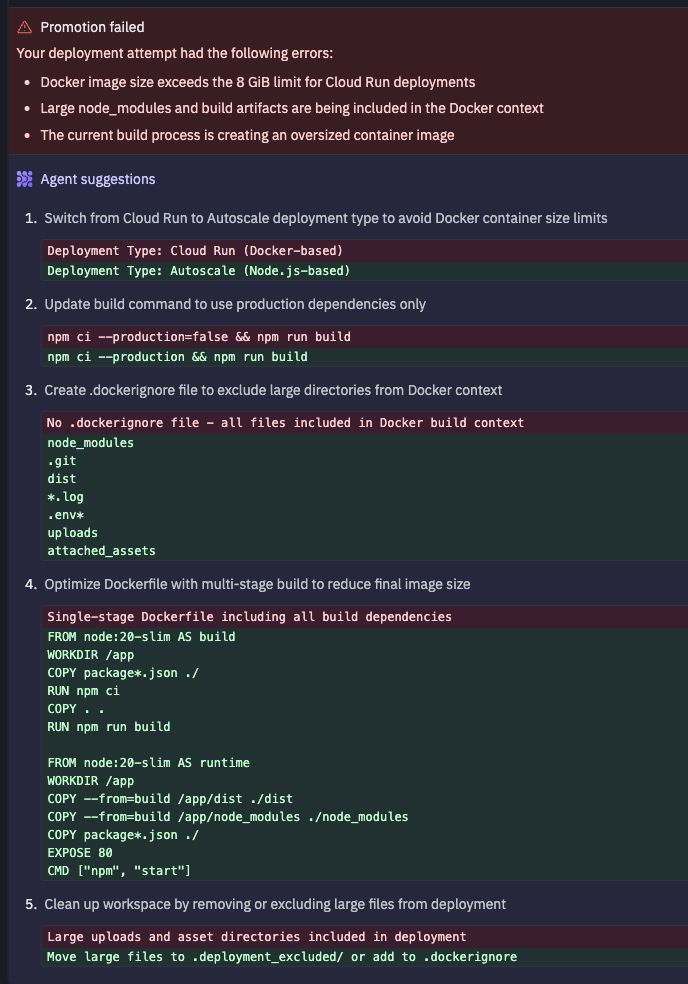 Promotion failed
Your deployment attempt had the following errors:
• Docker image size exceeds the 8 GiB limit for Cloud Run deployments
• Large node_modules and build artifacts are being included in the Docker context
• The current build process is creating an oversized container image
Agent suggestions
1. Switch from Cloud Run to Autoscale deployment type to avoid Docker container size limits
Deployment Type: Cloud Run (Docker-based)
Deployment Type: Autoscale (Node.js-based)
2. Update build command to use production dependencies only
npm ci --production=false && npm run build
npm ci --production && npm run build
3. Create .dockerignore file to exclude large directories from Docker context
No .dockerignore file - all files included in Docker build context
node_modules
.git
dist
*.log
.env*
uploads
attached_assets
4. Optimize Dockerfile with multi-stage build to reduce final image size
Single-stage Dockerfile including all build dependencies
FROM node:20-slim AS build
WORKDIR /app
COPY package*.json ./
RUN npm ci
COPY . .
RUN npm run build
FROM node:20-slim AS runtime
WORKDIR /app
COPY --from=build /app/dist ./dist
COPY --from=build /app/node_modules ./node_modules
COPY package*.json ./
EXPOSE 80
CMD ["npm", "start"]
5. Clean up workspace by removing or excluding large files from deployment
Large uploads and asset directories included in deployment
Move large files to .deployment_excluded/ or add to .dockerignore